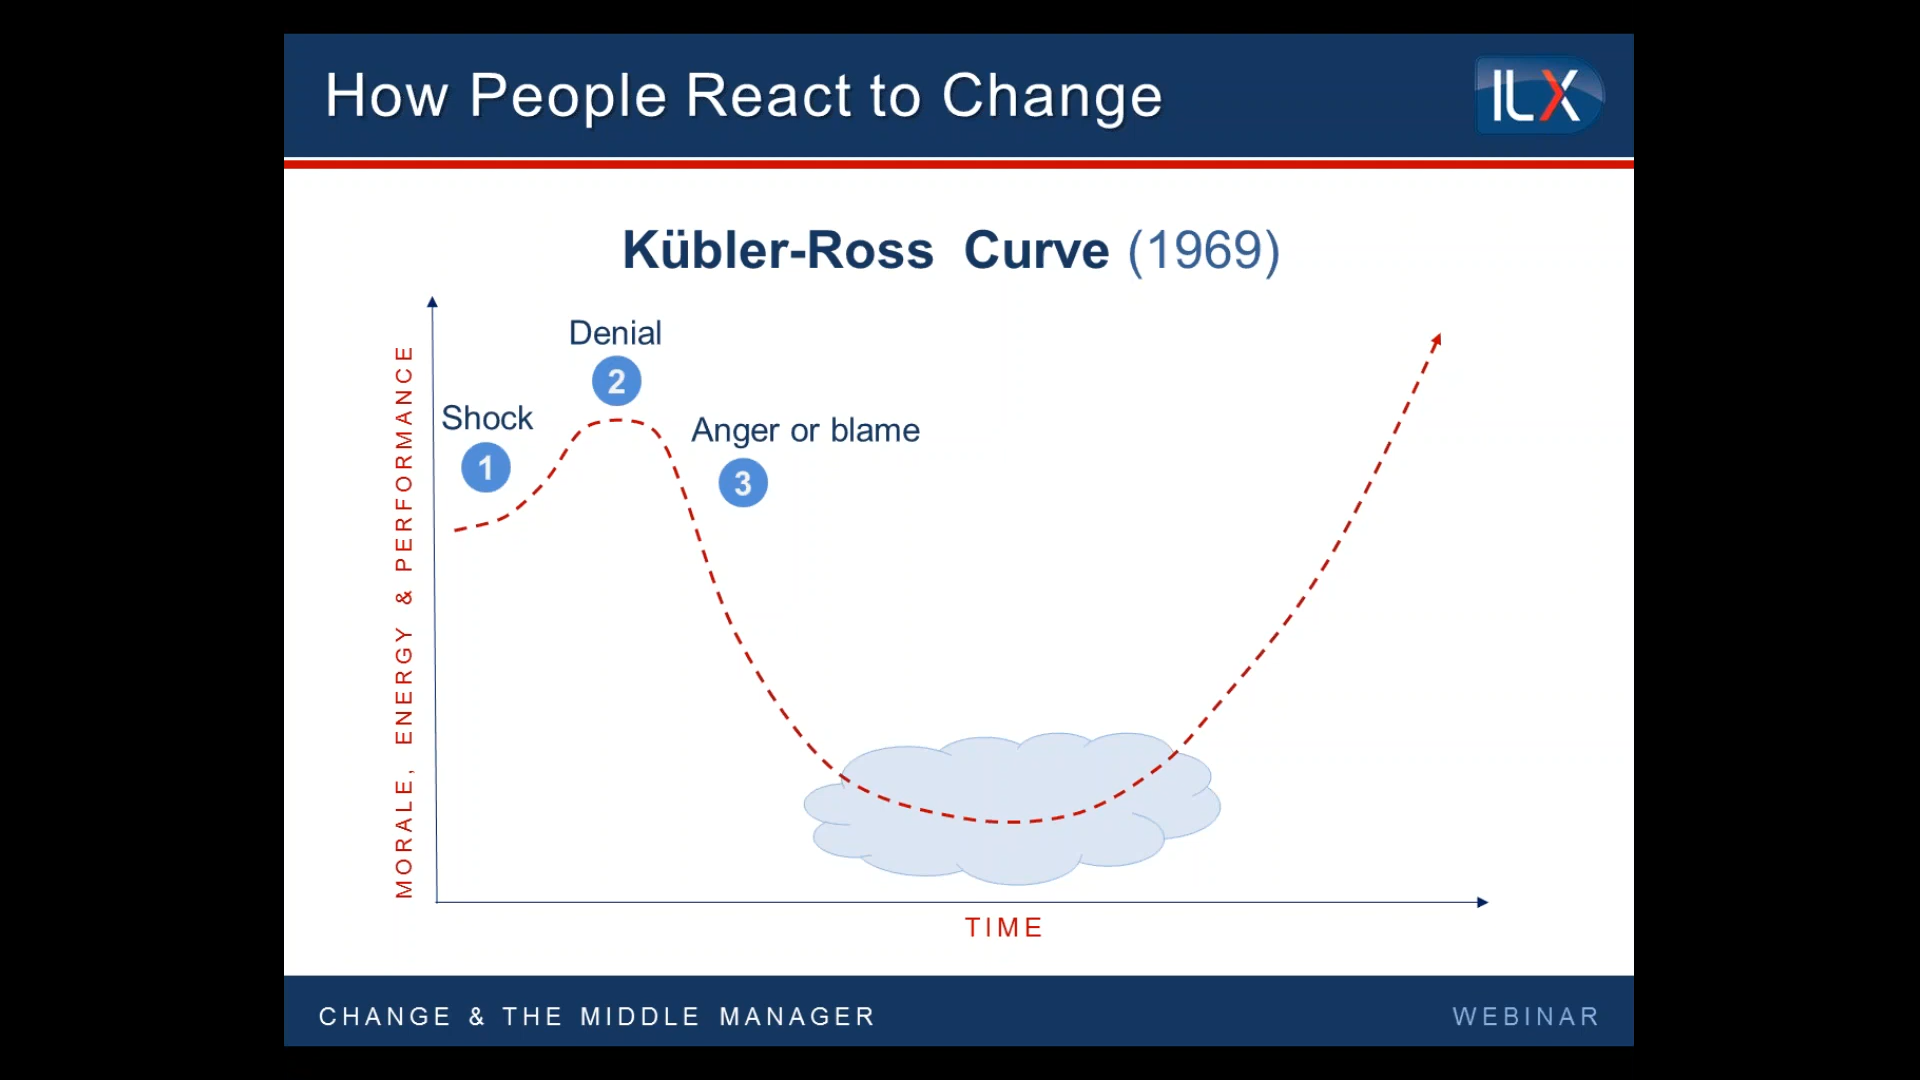 How People React to Change
ILX
Kübler-Ross Curve (1969)
Denial
2
Shock
1
Anger or blame
3
MORALE, ENERGY & PERFORMANCE
TIME
CHANGE & THE MIDDLE MANAGER
WEBINAR